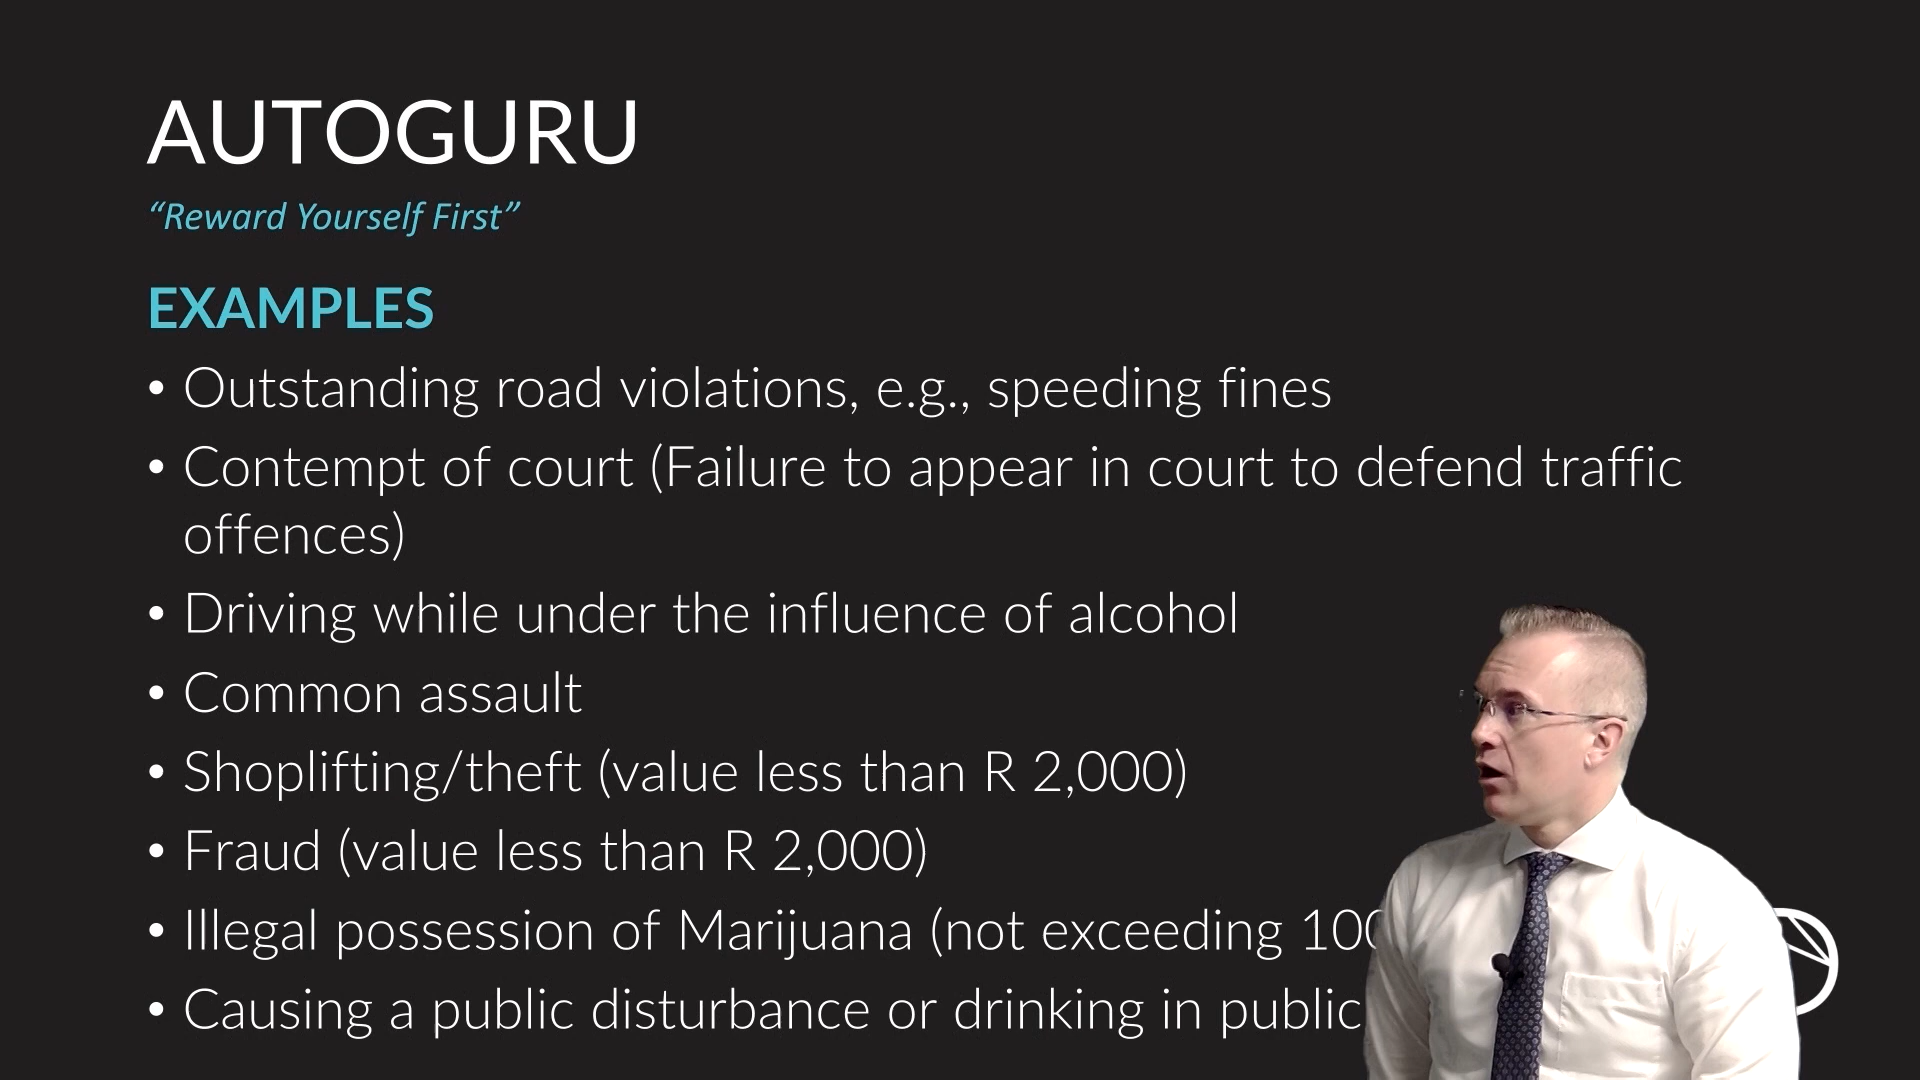 AUTOGURU
“Reward Yourself First”
EXAMPLES
• Outstanding road violations, e.g., speeding fines
• Contempt of court (Failure to appear in court to defend traffic
offences)
• Driving while under the influence of alcohol
• Common assault
• Shoplifting/theft (value less than R 2,000)
• Fraud (value less than R 2,000)
• Illegal possession of Marijuana (not exceeding
• Causing a public disturbance or drinking in public